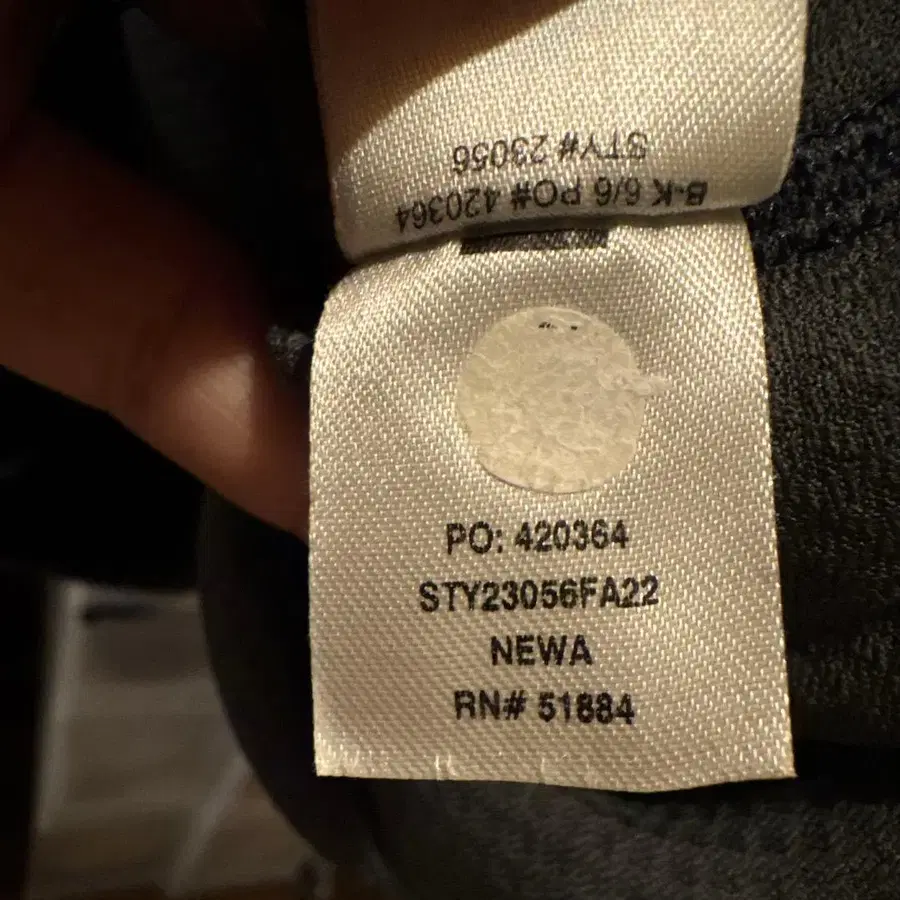 B-K 6/6 PO# 420364
STY# 23056
PO: 420364
STY23056FA22
NEWA
RN# 51884